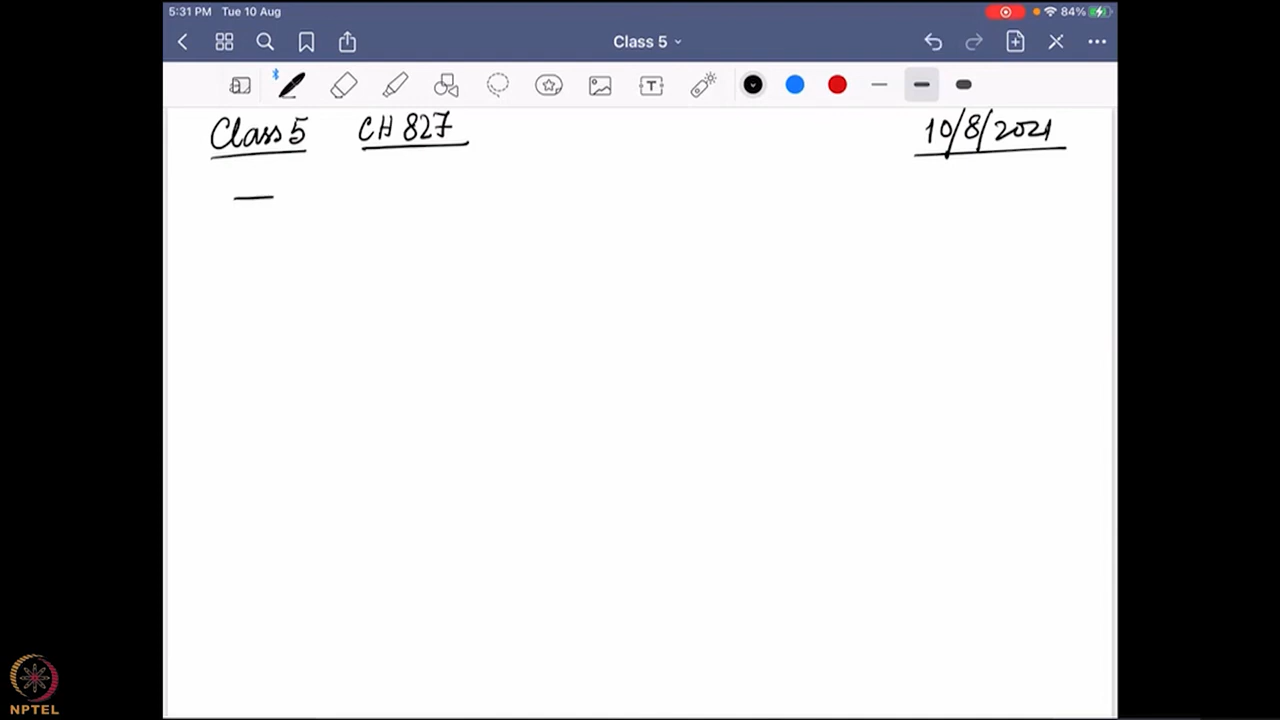 5:31 PM Tue 10 Aug 84%
Class 5
T
Class 5 CH 827 10/8/2021
NPTEL